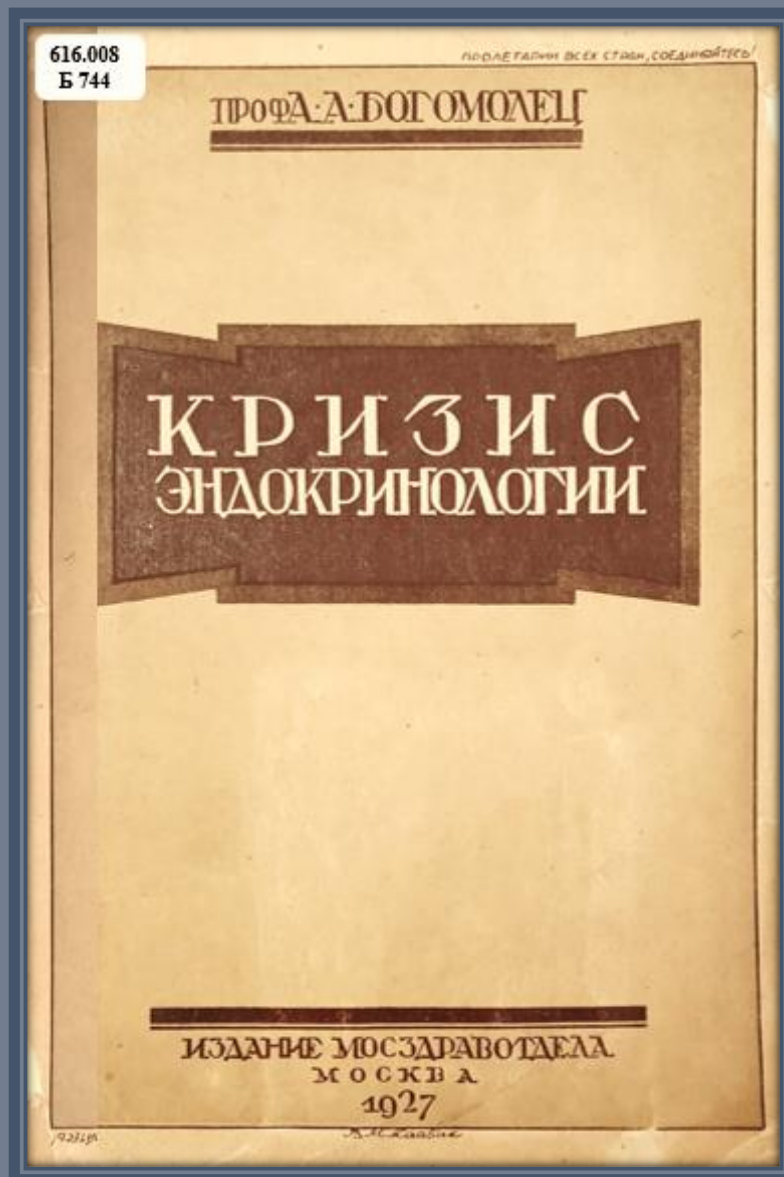 616.008
Б 744
ПРОЛЕТАРИИ ВСЕХ СТРАН, СОЕДИНЯЙТЕСЬ!
ПРОФ А·А·БОГОМОЛЕЦ
КРИЗИС
ЭНДОКРИНОЛОГИИ
ИЗДАНИЕ МОСЗДРАВОТДЕЛА
МОСКВА
1927